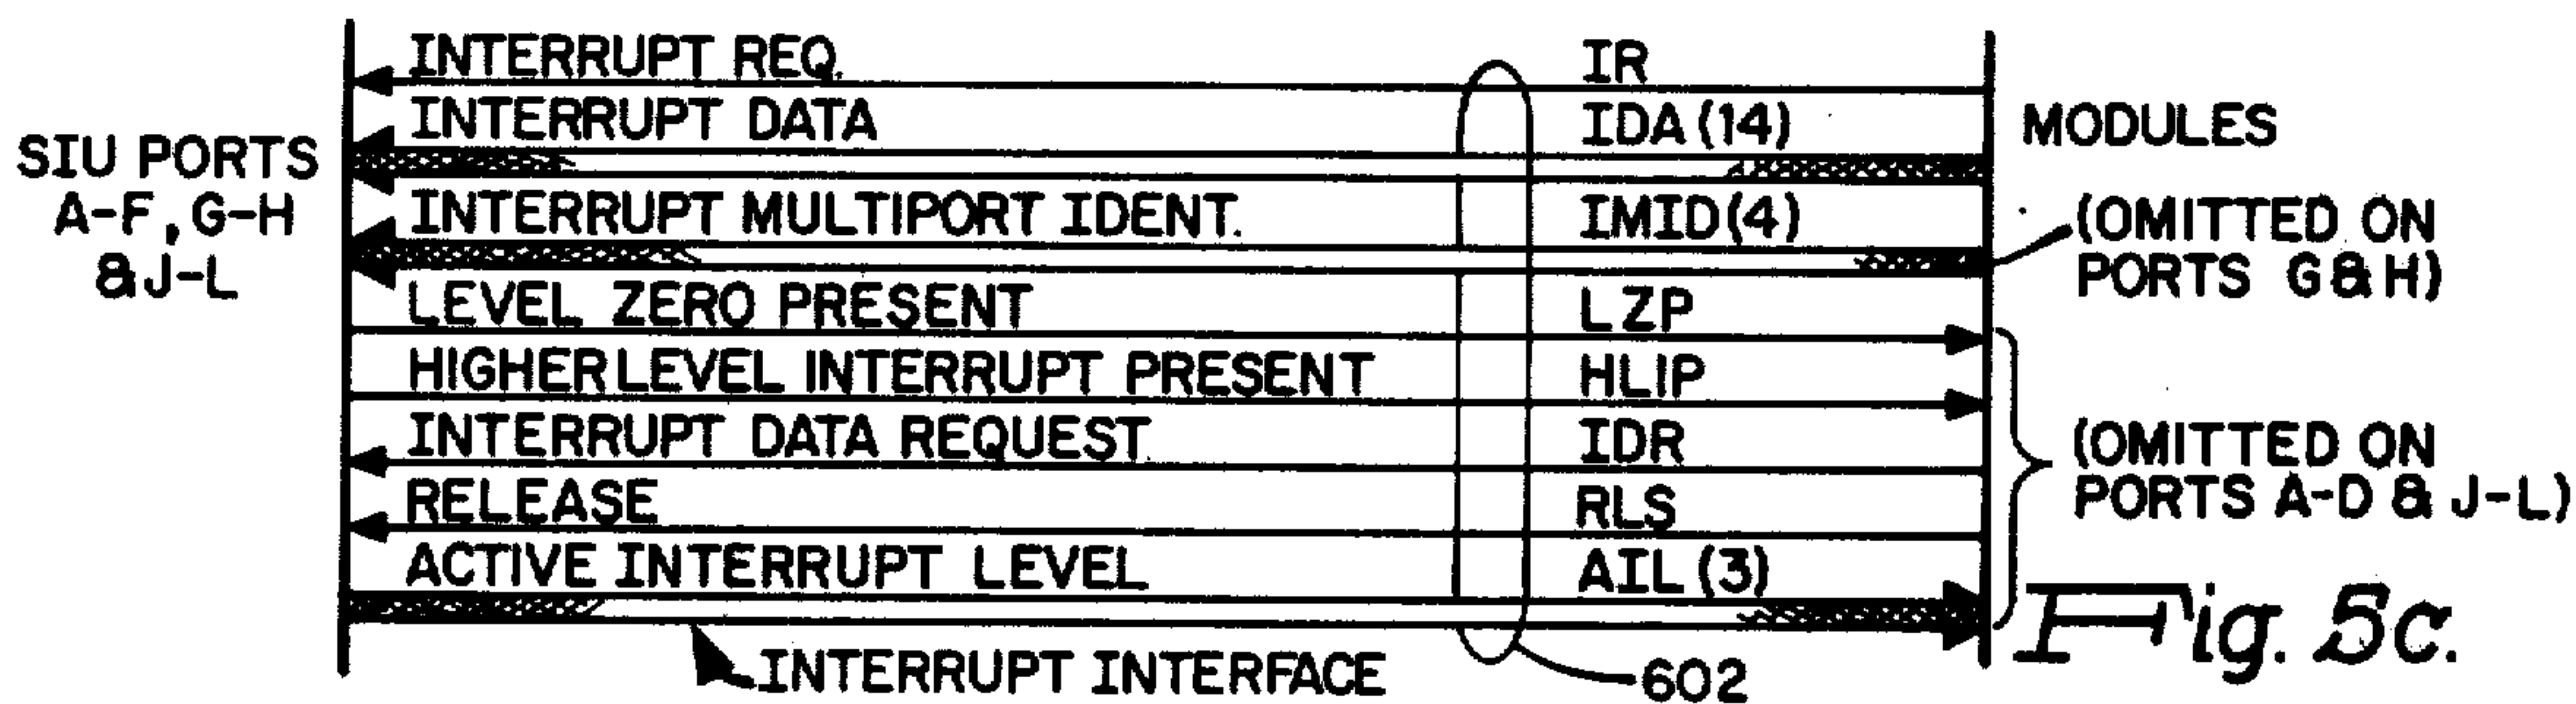 INTERRUPT REQ. IR
INTERRUPT DATA IDA (14)
SIU PORTS
A-F, G-H
& J-L
MODULES
INTERRUPT MULTIPORT IDENT. IMID (4)
(OMITTED ON
PORTS G & H)
LEVEL ZERO PRESENT LZP
HIGHER LEVEL INTERRUPT PRESENT HLIP
INTERRUPT DATA REQUEST IDR
(OMITTED ON
PORTS A-D & J-L)
RELEASE RLS
ACTIVE INTERRUPT LEVEL AIL (3)
INTERRUPT INTERFACE
602
Fig. 5c.